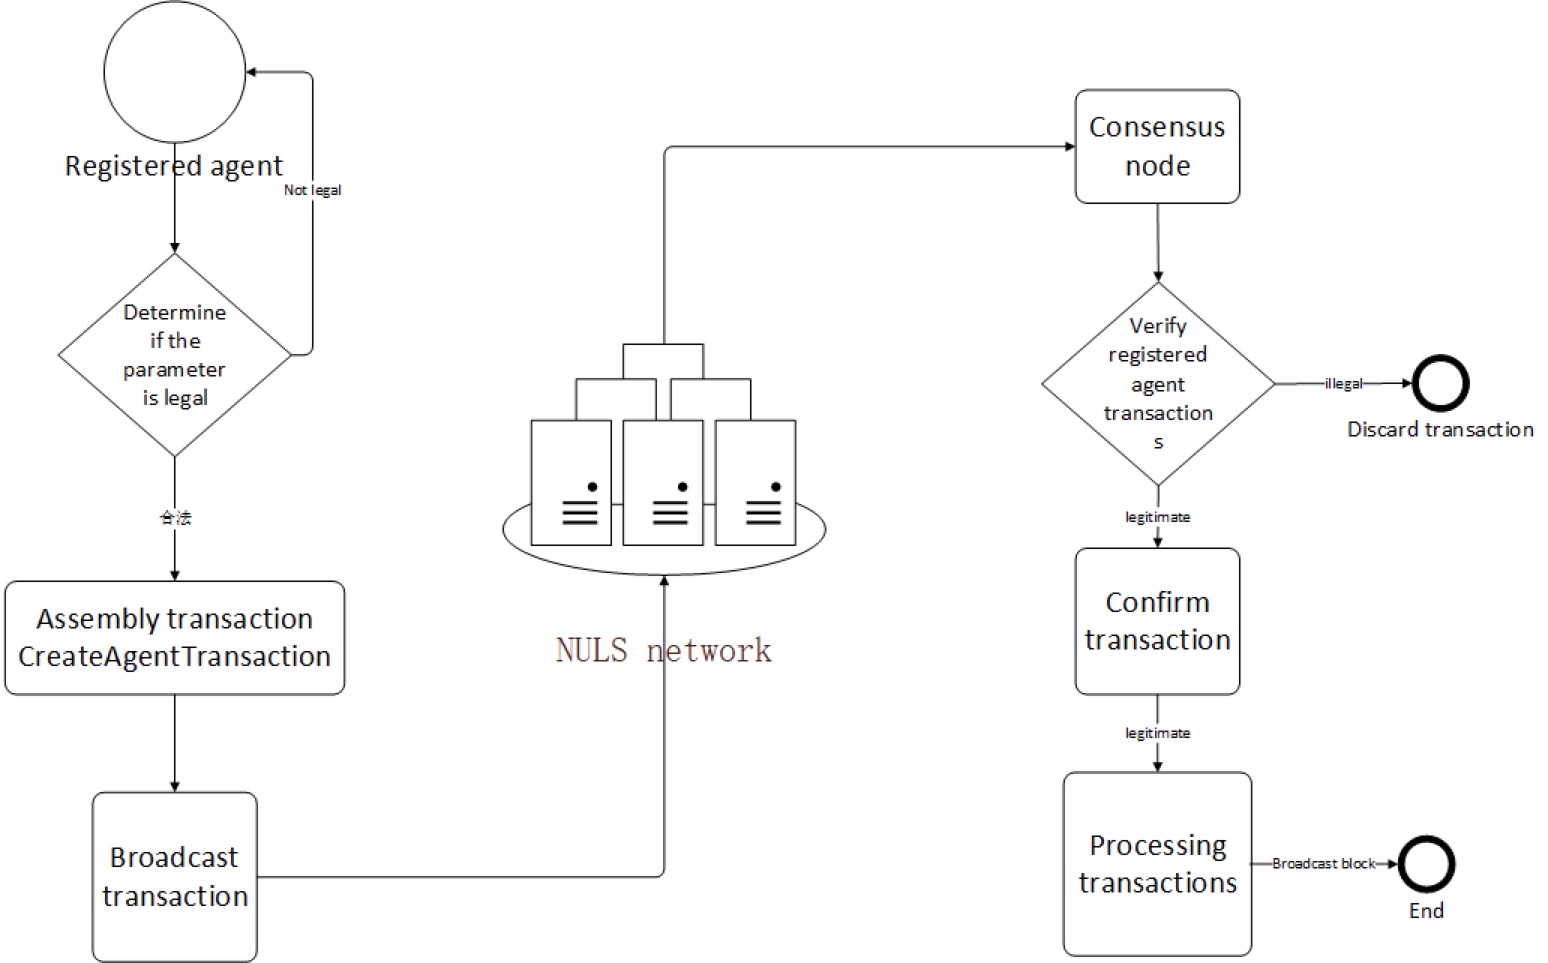 Registered agent
Not legal
Determine
if the
parameter
is legal
合法
Assembly transaction
CreateAgentTransaction
Broadcast
transaction
NULS network
Consensus
node
Verify
registered
agent
transaction
s
illegal
Discard transaction
legitimate
Confirm
transaction
legitimate
Processing
transactions
Broadcast block
End